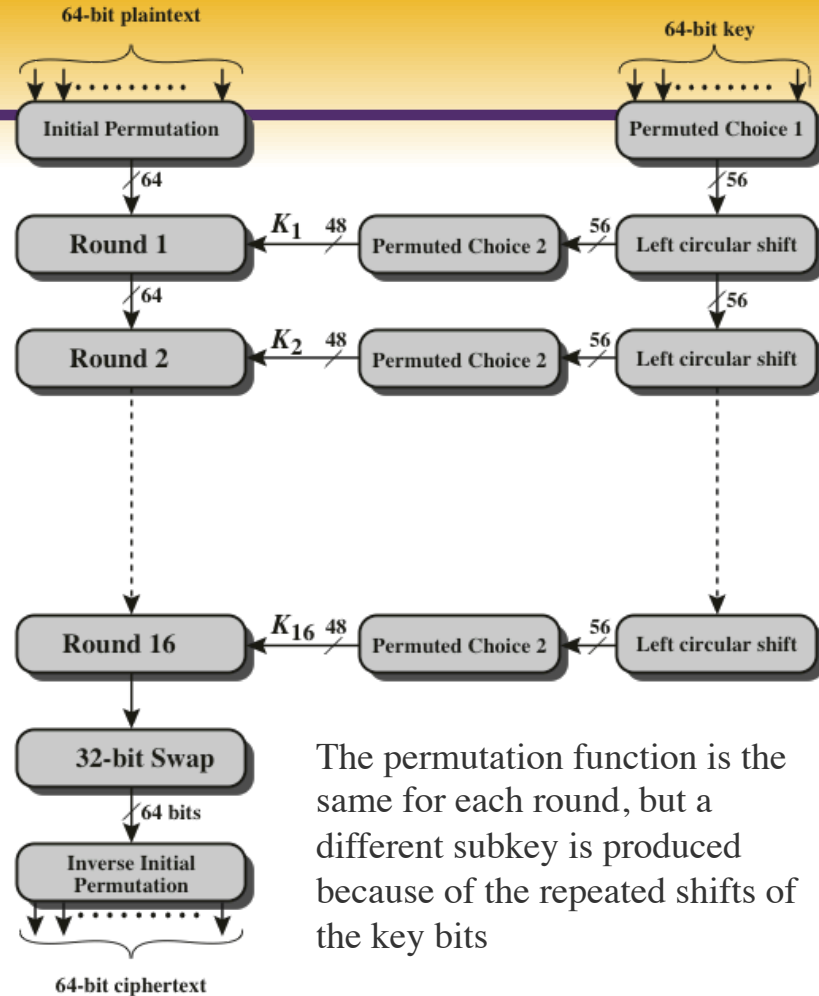 64-bit plaintext
64-bit key
Initial Permutation
Permuted Choice 1
64
56
Round 1
K1
48
Permuted Choice 2
56
Left circular shift
64
56
Round 2
K2
48
Permuted Choice 2
56
Left circular shift
Round 16
K16
48
Permuted Choice 2
56
Left circular shift
32-bit Swap
64 bits
Inverse Initial
Permutation
64-bit ciphertext
The permutation function is the
same for each round, but a
different subkey is produced
because of the repeated shifts of
the key bits